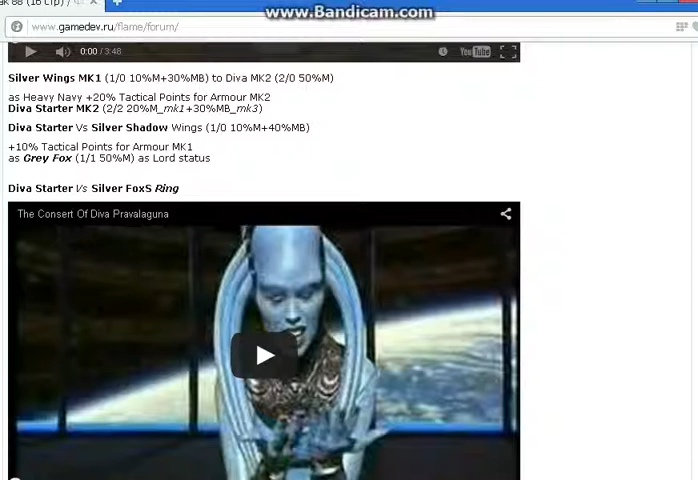 www.Bandicam.com
www.gamedev.ru/flame/forum/
0:00 / 3:48
YouTube
Silver Wings MK1 (1/0 10%M+30%MB) to Diva MK2 (2/0 50%M)
as Heavy Navy +20% Tactical Points for Armour MK2
Diva Starter MK2 (2/2 20%M_mk1+30%MB_mk3)
Diva Starter Vs Silver Shadow Wings (1/0 10%M+40%MB)
+10% Tactical Points for Armour MK1
as Grey Fox (1/1 50%M) as Lord status
Diva Starter Vs Silver FoxS Ring
The Consert Of Diva Pravalaguna